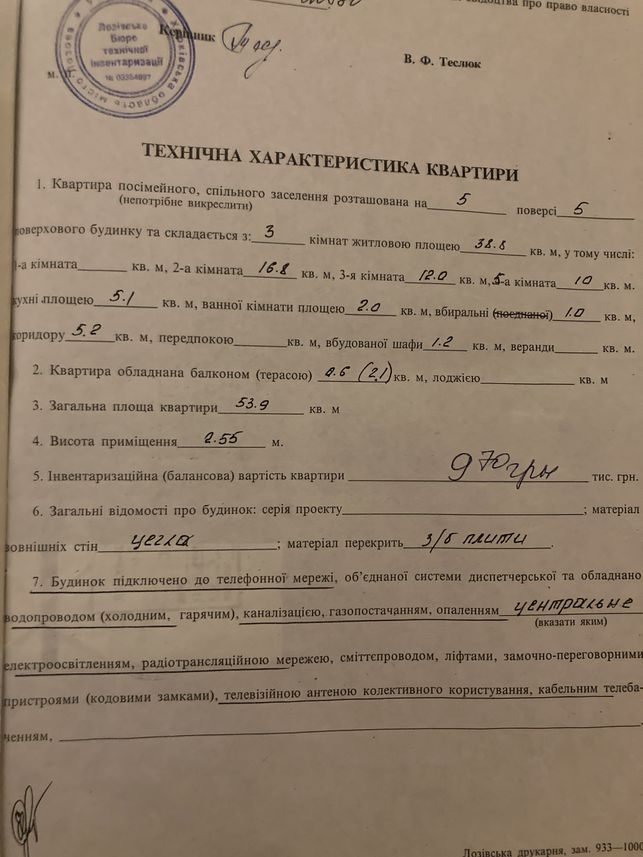 про право власності
Керівник
В. Ф. Теслюк
М. П.
Лозівське
Бюро
технічної
інвентаризації
№ 03354697
ТЕХНІЧНА ХАРАКТЕРИСТИКА КВАРТИРИ
1. Квартира посімейного, спільного заселення розташована на 5 поверсі 5
(непотрібне викреслити)
поверхового будинку та складається з: 3 кімнат житловою площею 38.8 кв. м, у тому числі:
1-а кімната кв. м, 2-а кімната 16.8 кв. м, 3-я кімната 12.0 кв. м, 5-а кімната 10 кв. м,
кухні площею 5.1 кв. м, ванної кімнати площею 2.0 кв. м, вбиральні (поєднаної) 1.0 кв. м,
коридору 5.2 кв. м, передпокою кв. м, вбудованої шафи 1.2 кв. м, веранди кв. м.
2. Квартира обладнана балконом (терасою) 0.6 (2.1) кв. м, лоджією кв. м
3. Загальна площа квартири 53.9 кв. м
4. Висота приміщення 2.55 м.
5. Інвентаризаційна (балансова) вартість квартири 970 грн тис. грн.
6. Загальні відомості про будинок: серія проекту ; матеріал
зовнішніх стін цегла ; матеріал перекрить з/б плити .
7. Будинок підключено до телефонної мережі, об'єднаної системи диспетчерської та обладнано
водопроводом (холодним, гарячим), каналізацією, газопостачанням, опаленням центральне
(вказати яким)
електроосвітленням, радіотрансляційною мережею, сміттєпроводом, ліфтами, замочно-переговорними
пристроями (кодовими замками), телевізійною антеною колективного користування, кабельним телеба-
ченням,
Лозівська друкарня, зам. 933—1000